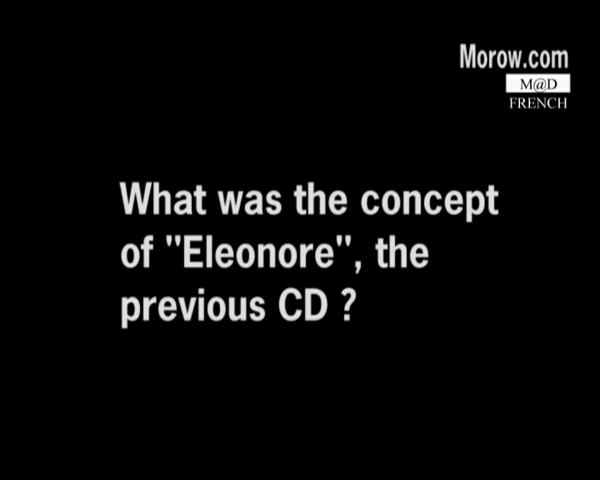 Morow.com
M@D
FRENCH
What was the concept
of "Eleonore", the
previous CD ?